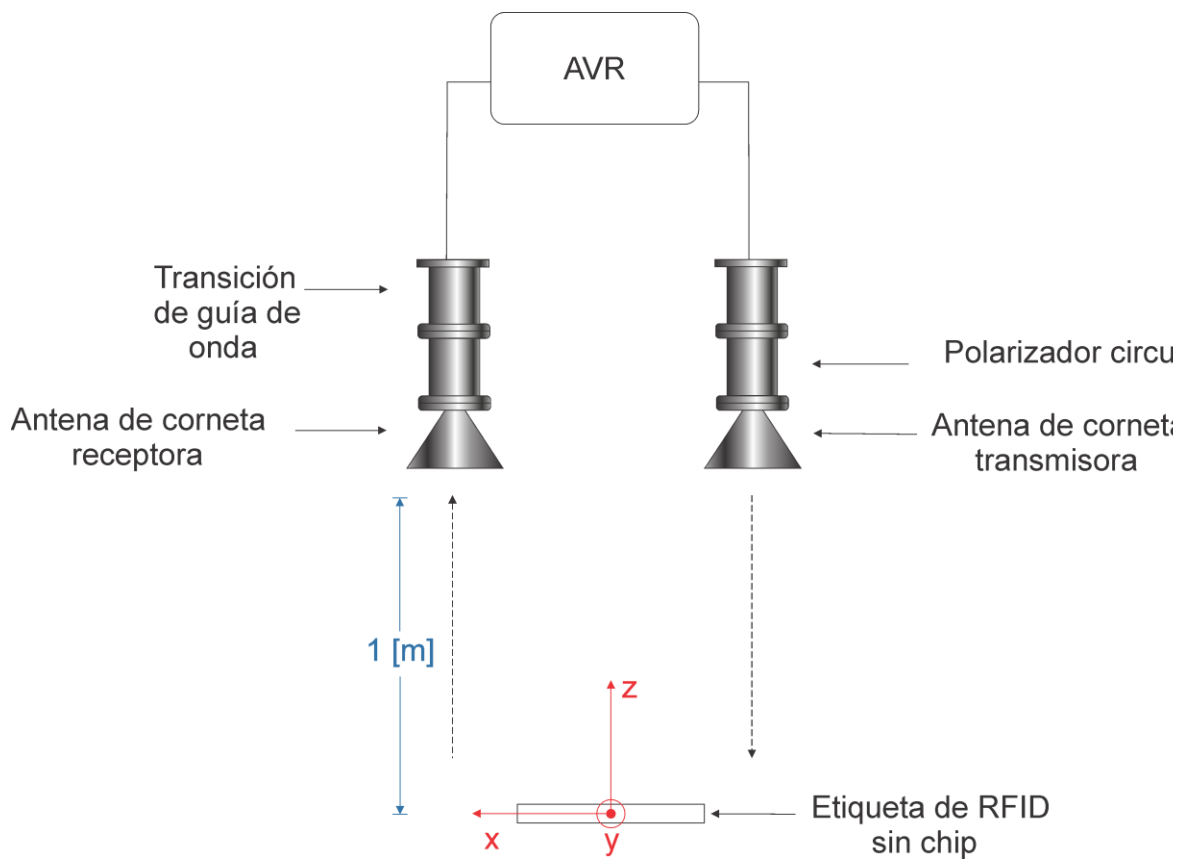 AVR
Transición
de guía de
onda
Polarizador circu
Antena de corneta
receptora
Antena de corneta
transmisora
1 [m]
z
x
y
Etiqueta de RFID
sin chip